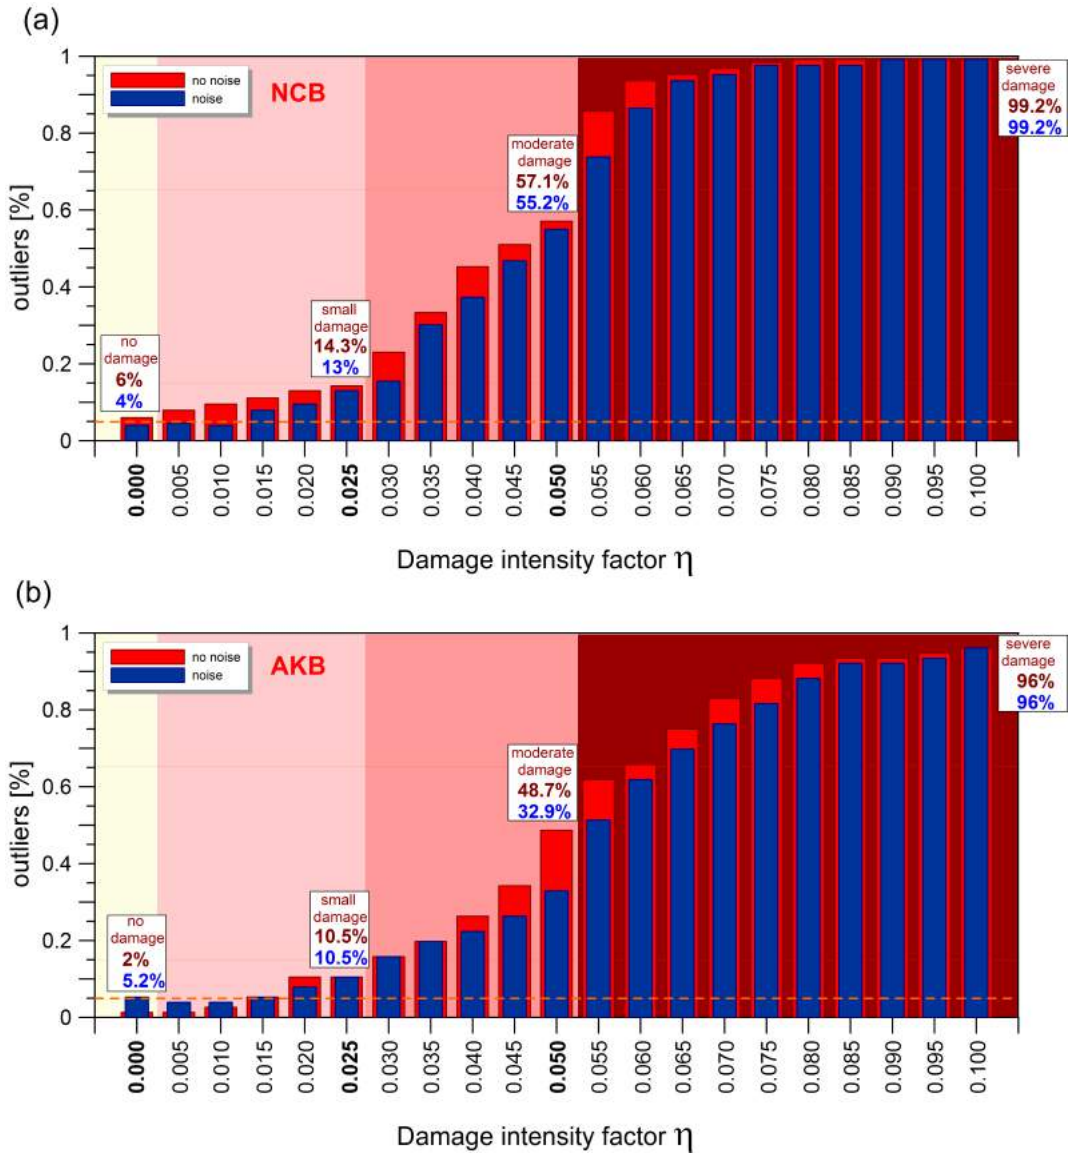 (a)
1
0.8
0.6
0.4
0.2
0
outliers [%]
no noise
noise
NCB
no
damage
6%
4%
small
damage
14.3%
13%
moderate
damage
57.1%
55.2%
severe
damage
99.2%
99.2%
0.000
0.005
0.010
0.015
0.020
0.025
0.030
0.035
0.040
0.045
0.050
0.055
0.060
0.065
0.070
0.075
0.080
0.085
0.090
0.095
0.100
Damage intensity factor η
(b)
1
0.8
0.6
0.4
0.2
0
outliers [%]
no noise
noise
AKB
no
damage
2%
5.2%
small
damage
10.5%
10.5%
moderate
damage
48.7%
32.9%
severe
damage
96%
96%
0.000
0.005
0.010
0.015
0.020
0.025
0.030
0.035
0.040
0.045
0.050
0.055
0.060
0.065
0.070
0.075
0.080
0.085
0.090
0.095
0.100
Damage intensity factor η